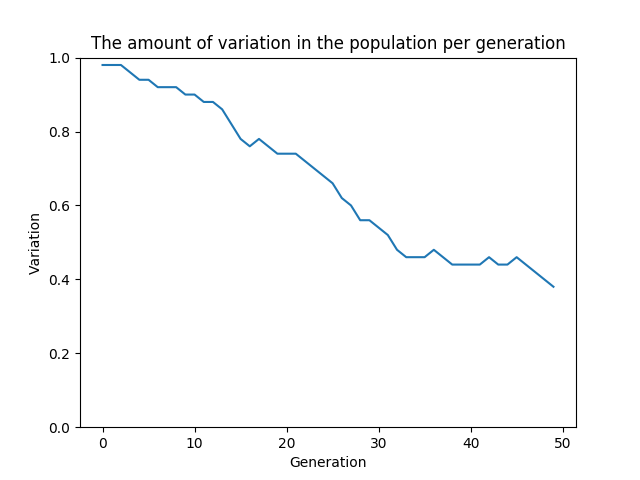 The amount of variation in the population per generation
1.0
0.8
0.6
0.4
0.2
0.0
Variation
0 10 20 30 40 50
Generation